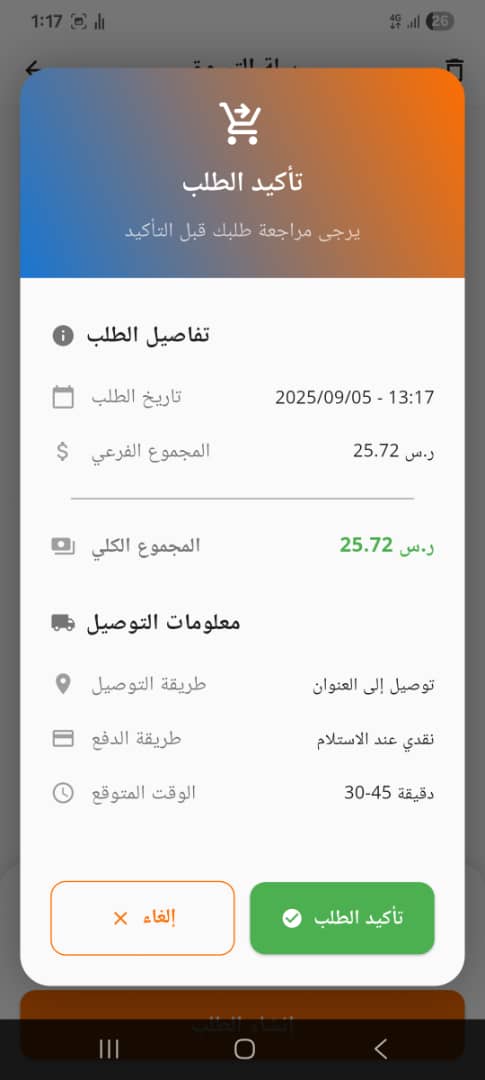 1:17
4G
26
تأكيد الطلب
يرجى مراجعة طلبك قبل التأكيد
تفاصيل الطلب
تاريخ الطلب 2025/09/05 - 13:17
المجموع الفرعي ر.س 25.72
المجموع الكلي ر.س 25.72
معلومات التوصيل
طريقة التوصيل توصيل إلى العنوان
طريقة الدفع نقدي عند الاستلام
الوقت المتوقع 30-45 دقيقة
تأكيد الطلب
إلغاء
إنشاء الطلب